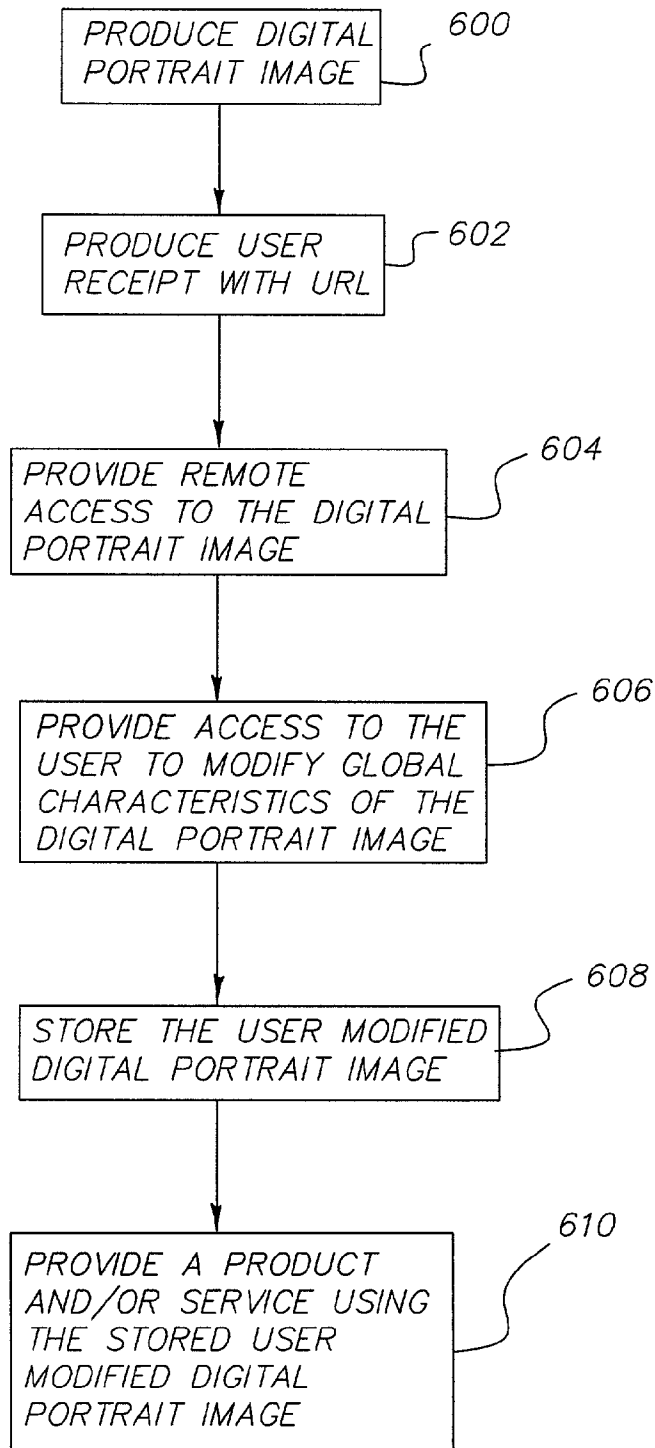 PRODUCE DIGITAL
PORTRAIT IMAGE
600
PRODUCE USER
RECEIPT WITH URL
602
PROVIDE REMOTE
ACCESS TO THE DIGITAL
PORTRAIT IMAGE
604
PROVIDE ACCESS TO THE
USER TO MODIFY GLOBAL
CHARACTERISTICS OF THE
DIGITAL PORTRAIT IMAGE
606
STORE THE USER MODIFIED
DIGITAL PORTRAIT IMAGE
608
PROVIDE A PRODUCT
AND/OR SERVICE USING
THE STORED USER
MODIFIED DIGITAL
PORTRAIT IMAGE
610